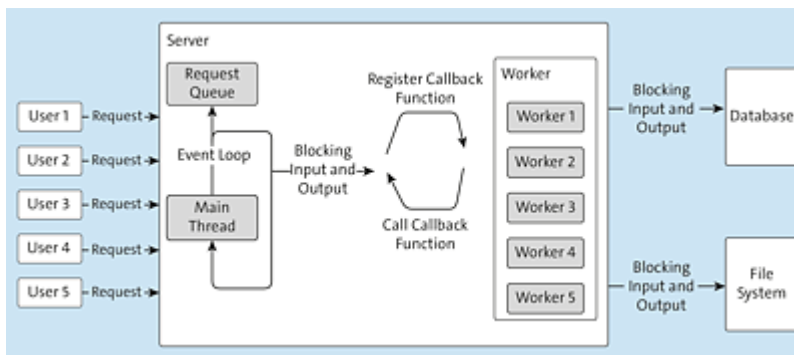 Server
Request
Queue
Event Loop
Main
Thread
User 1
Request
User 2
Request
User 3
Request
User 4
Request
User 5
Request
Blocking
Input and
Output
Register Callback
Function
Call Callback
Function
Worker
Worker 1
Worker 2
Worker 3
Worker 4
Worker 5
Blocking
Input and
Output
Database
Blocking
Input and
Output
File
System